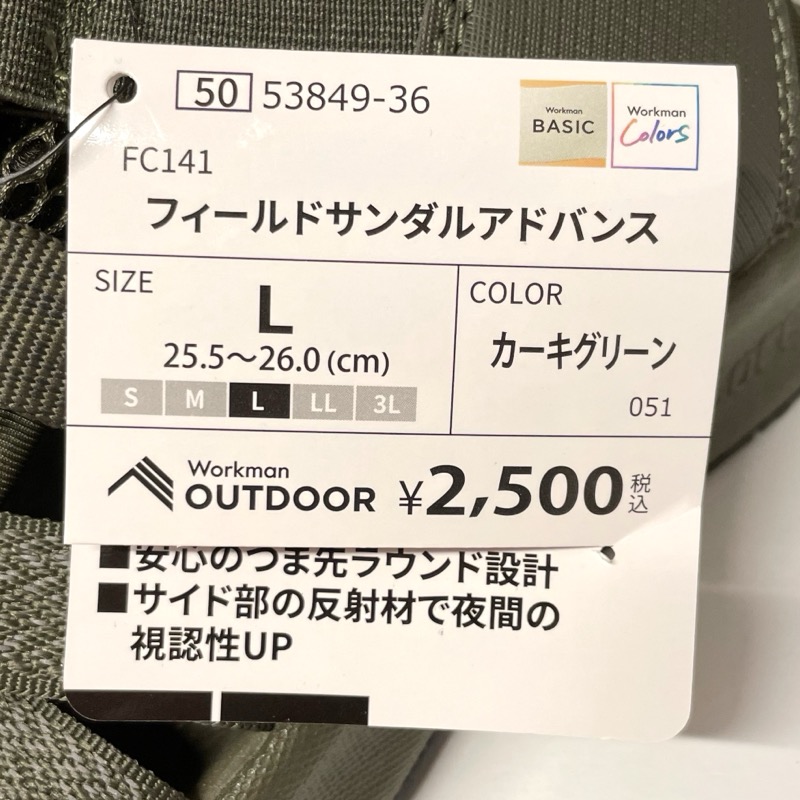 50 53849-36
Workman
BASIC
Workman
Colors
FC141
フィールドサンダルアドバンス
SIZE
L
25.5～26.0(cm)
S M L LL 3L
COLOR
カーキグリーン
051
Workman
OUTDOOR
¥2,500税込
■安心のつま先ラウンド設計
■サイド部の反射材で夜間の
視認性UP